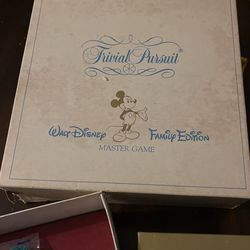 Trivial Pursuit®
Walt Disney Family Edition
MASTER GAME